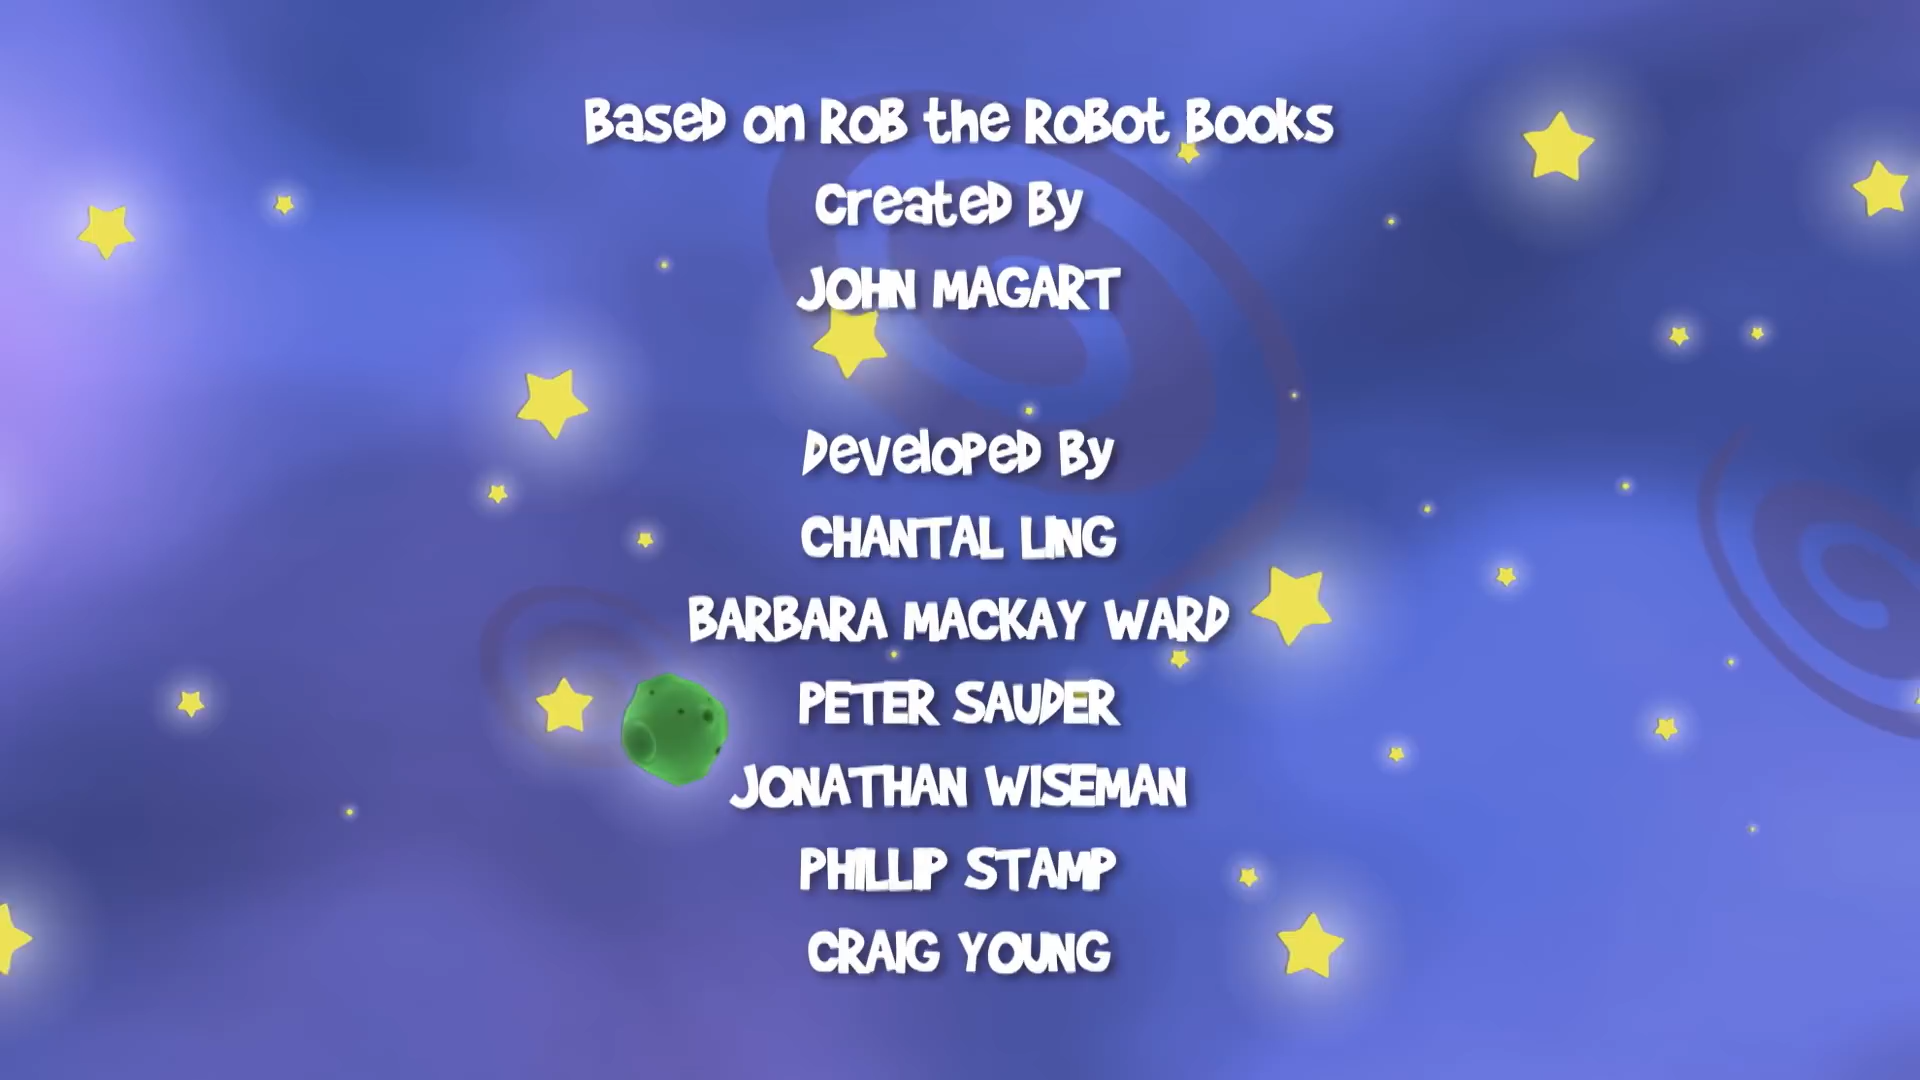 Based on Rob the Robot Books
Created By
JOHN MAGART
Developed By
CHANTAL LING
BARBARA MACKAY WARD
PETER SAUDER
JONATHAN WISEMAN
PHILLIP STAMP
CRAIG YOUNG